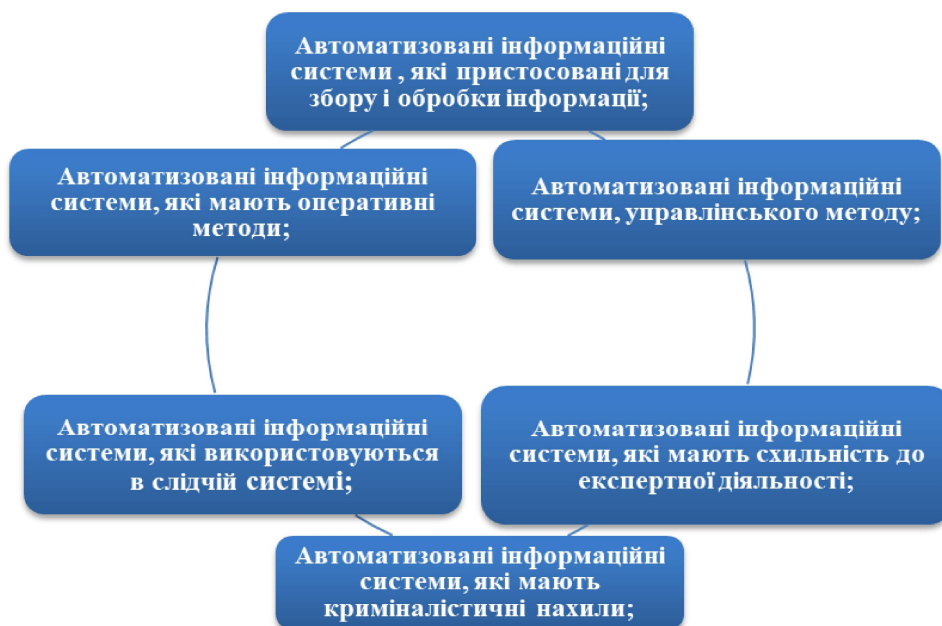 Автоматизовані інформаційні
системи , які пристосовані для
збору і обробки інформації;
Автоматизовані інформаційні
системи, які мають оперативні
методи;
Автоматизовані інформаційні
системи, управлінського методу;
Автоматизовані інформаційні
системи, які використовуються
в слідчій системі;
Автоматизовані інформаційні
системи, які мають схильність до
експертної діяльності;
Автоматизовані інформаційні
системи, які мають
криміналістичні нахили;